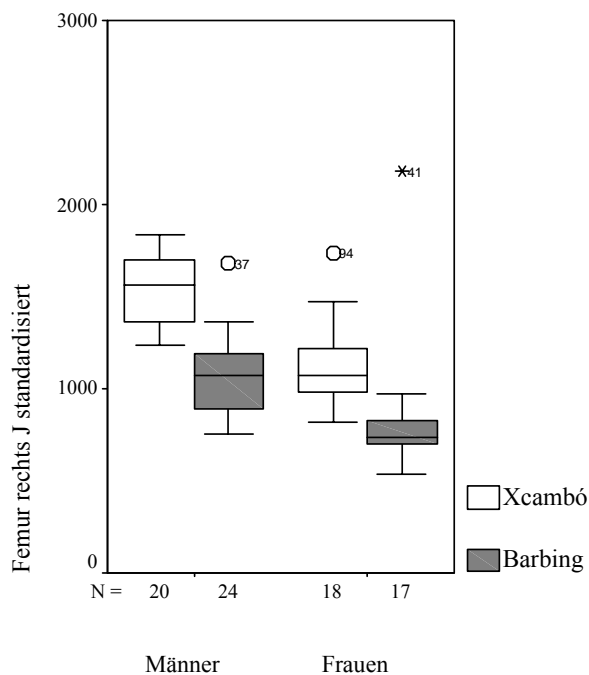 3000
2000
1000
0
Femur rechts J standardisiert
41
37
94
Xcambó
Barbing
N = 20 24 18 17
Männer Frauen